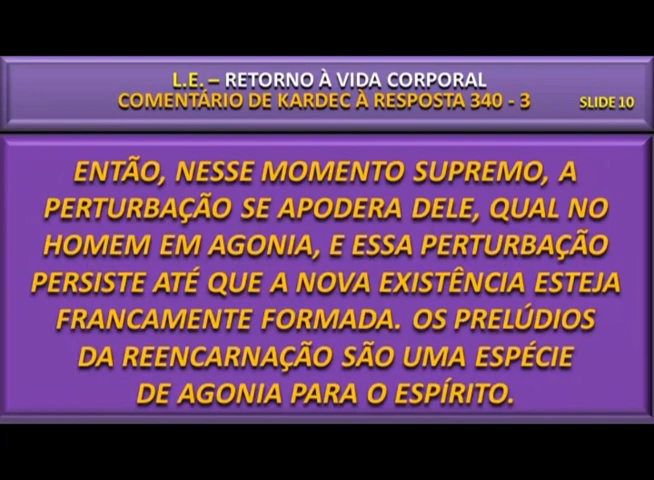 L.E. – RETORNO À VIDA CORPORAL
COMENTÁRIO DE KARDEC À RESPOSTA 340 - 3
SLIDE 10
ENTÃO, NESSE MOMENTO SUPREMO, A
PERTURBAÇÃO SE APODERA DELE, QUAL NO
HOMEM EM AGONIA, E ESSA PERTURBAÇÃO
PERSISTE ATÉ QUE A NOVA EXISTÊNCIA ESTEJA
FRANCAMENTE FORMADA. OS PRELÚDIOS
DA REENCARNAÇÃO SÃO UMA ESPÉCIE
DE AGONIA PARA O ESPÍRITO.